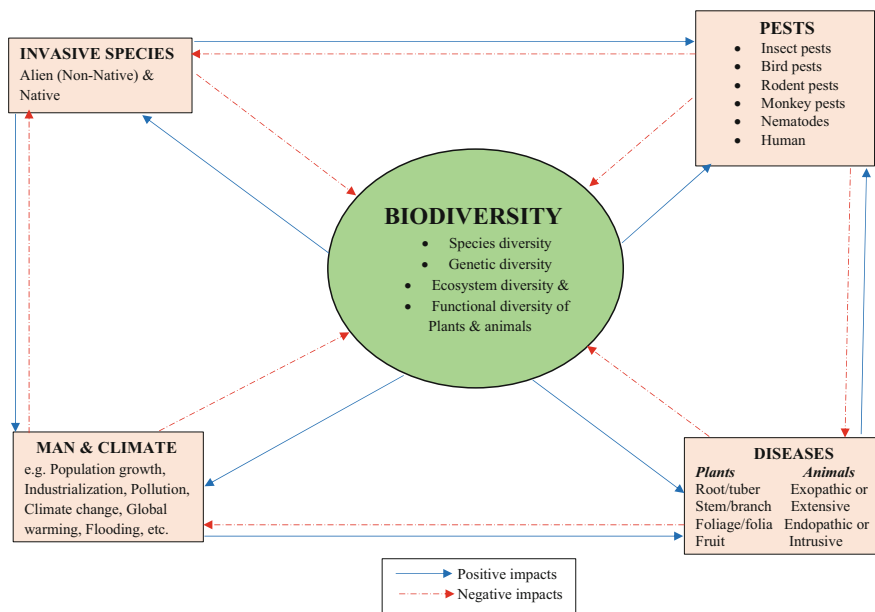 INVASIVE SPECIES
Alien (Non-Native) &
Native
PESTS
• Insect pests
• Bird pests
• Rodent pests
• Monkey pests
• Nematodes
• Human
BIODIVERSITY
• Species diversity
• Genetic diversity
• Ecosystem diversity &
• Functional diversity of
Plants & animals
MAN & CLIMATE
e.g. Population growth,
Industrialization, Pollution,
Climate change, Global
warming, Flooding, etc.
DISEASES
Plants Animals
Root/tuber Exopathic or
Stem/branch Extensive
Foliage/folia Endopathic or
Fruit Intrusive
Positive impacts
Negative impacts